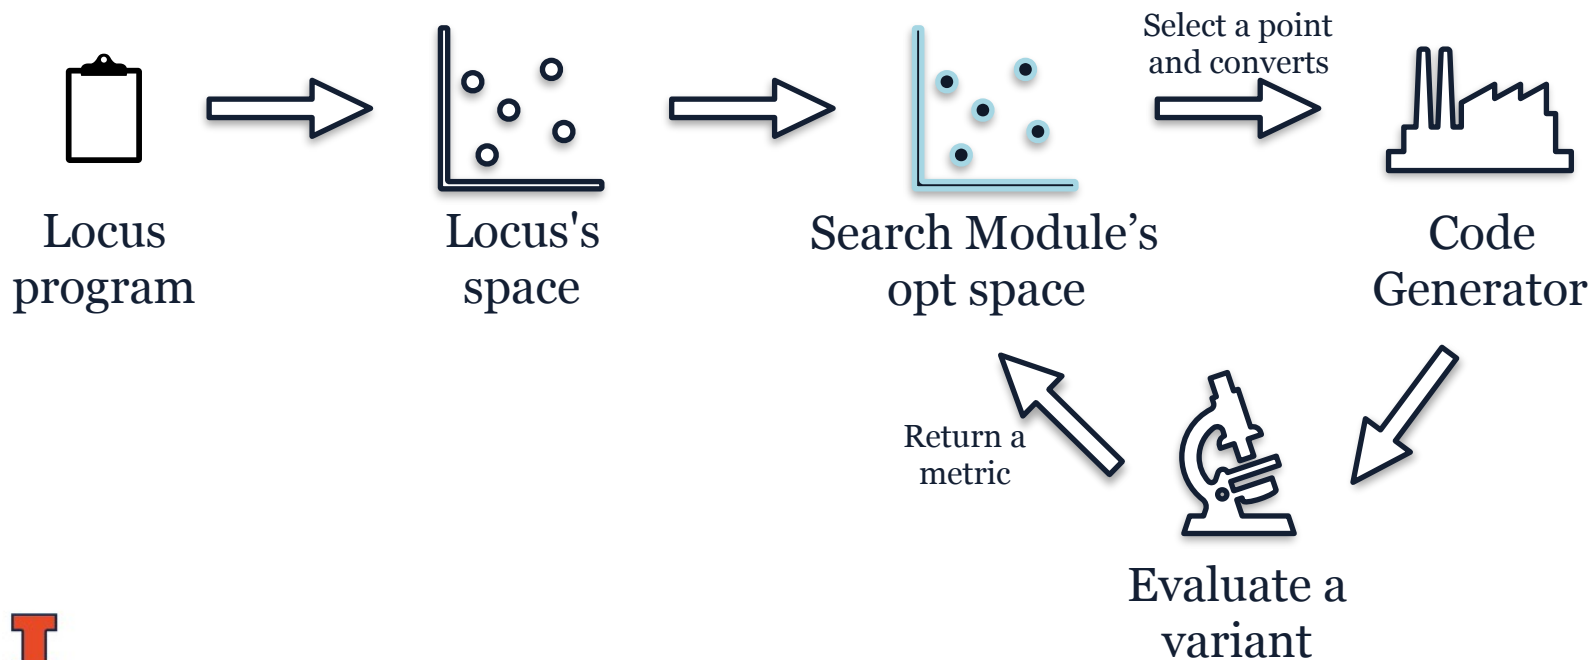 Select a point
and converts
Locus
program
Locus's
space
Search Module’s
opt space
Code
Generator
Return a
metric
Evaluate a
variant